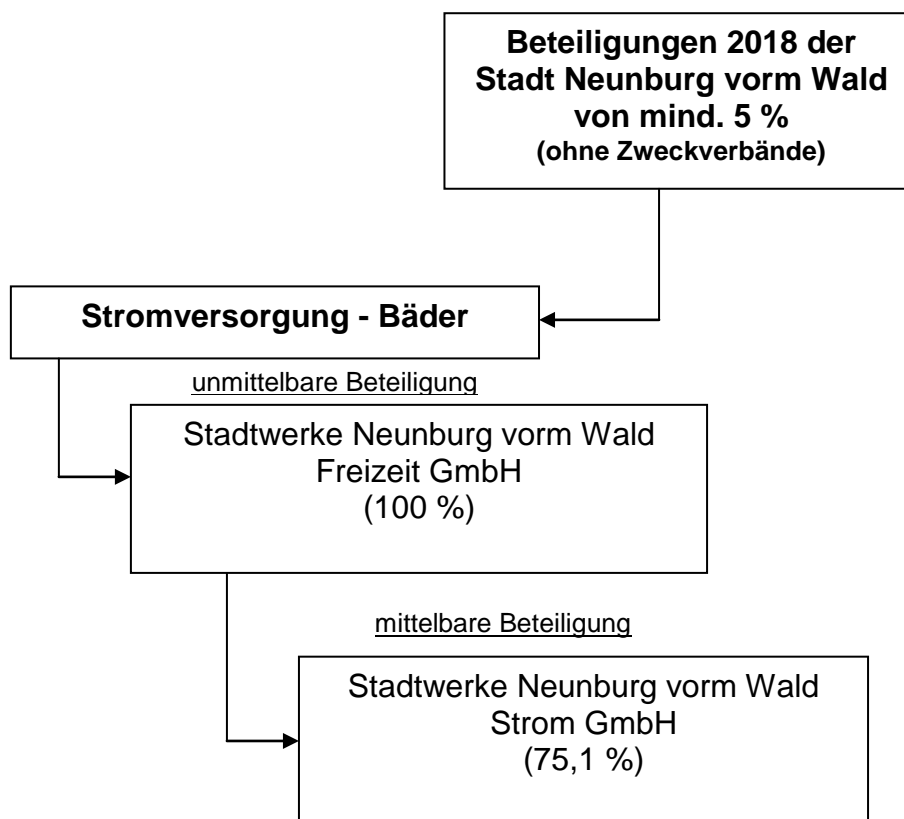 Beteiligungen 2018 der
Stadt Neunburg vorm Wald
von mind. 5 %
(ohne Zweckverbände)
Stromversorgung - Bäder
unmittelbare Beteiligung
Stadtwerke Neunburg vorm Wald
Freizeit GmbH
(100 %)
mittelbare Beteiligung
Stadtwerke Neunburg vorm Wald
Strom GmbH
(75,1 %)